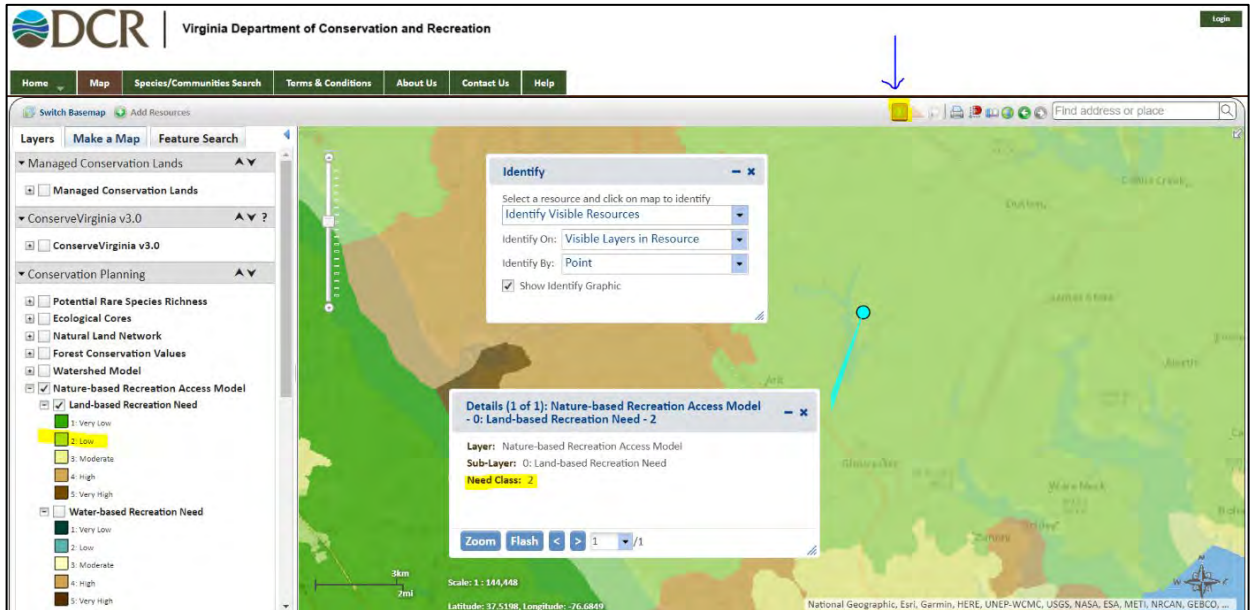 DCR
Virginia Department of Conservation and Recreation
Login
Home
Map
Species/Communities Search
Terms & Conditions
About Us
Contact Us
Help
Switch Basemap
Add Resources
Find address or place
Layers
Make a Map
Feature Search
Managed Conservation Lands
Managed Conservation Lands
ConserveVirginia v3.0
?
ConserveVirginia v3.0
Conservation Planning
Potential Rare Species Richness
Ecological Cores
Natural Land Network
Forest Conservation Values
Watershed Model
Nature-based Recreation Access Model
Land-based Recreation Need
1: Very Low
2: Low
3: Moderate
4: High
5: Very High
Water-based Recreation Need
1: Very Low
2: Low
3: Moderate
4: High
5: Very High
Identify
Select a resource and click on map to identify
Identify Visible Resources
Identify On: Visible Layers in Resource
Identify By: Point
Show Identify Graphic
Ark
Gloucester
Ware Neck
Details (1 of 1): Nature-based Recreation Access Model
- 0: Land-based Recreation Need - 2
Layer: Nature-based Recreation Access Model
Sub-Layer: 0: Land-based Recreation Need
Need Class: 2
Zoom
Flash
<
>
1
/1
3km
2mi
Scale: 1 : 144,448
Latitude: 37.5198, Longitude: -76.6849
N
W
National Geographic, Esri, Garmin, HERE, UNEP-WCMC, USGS, NASA, ESA, METI, NRCAN, GEBCO, ...